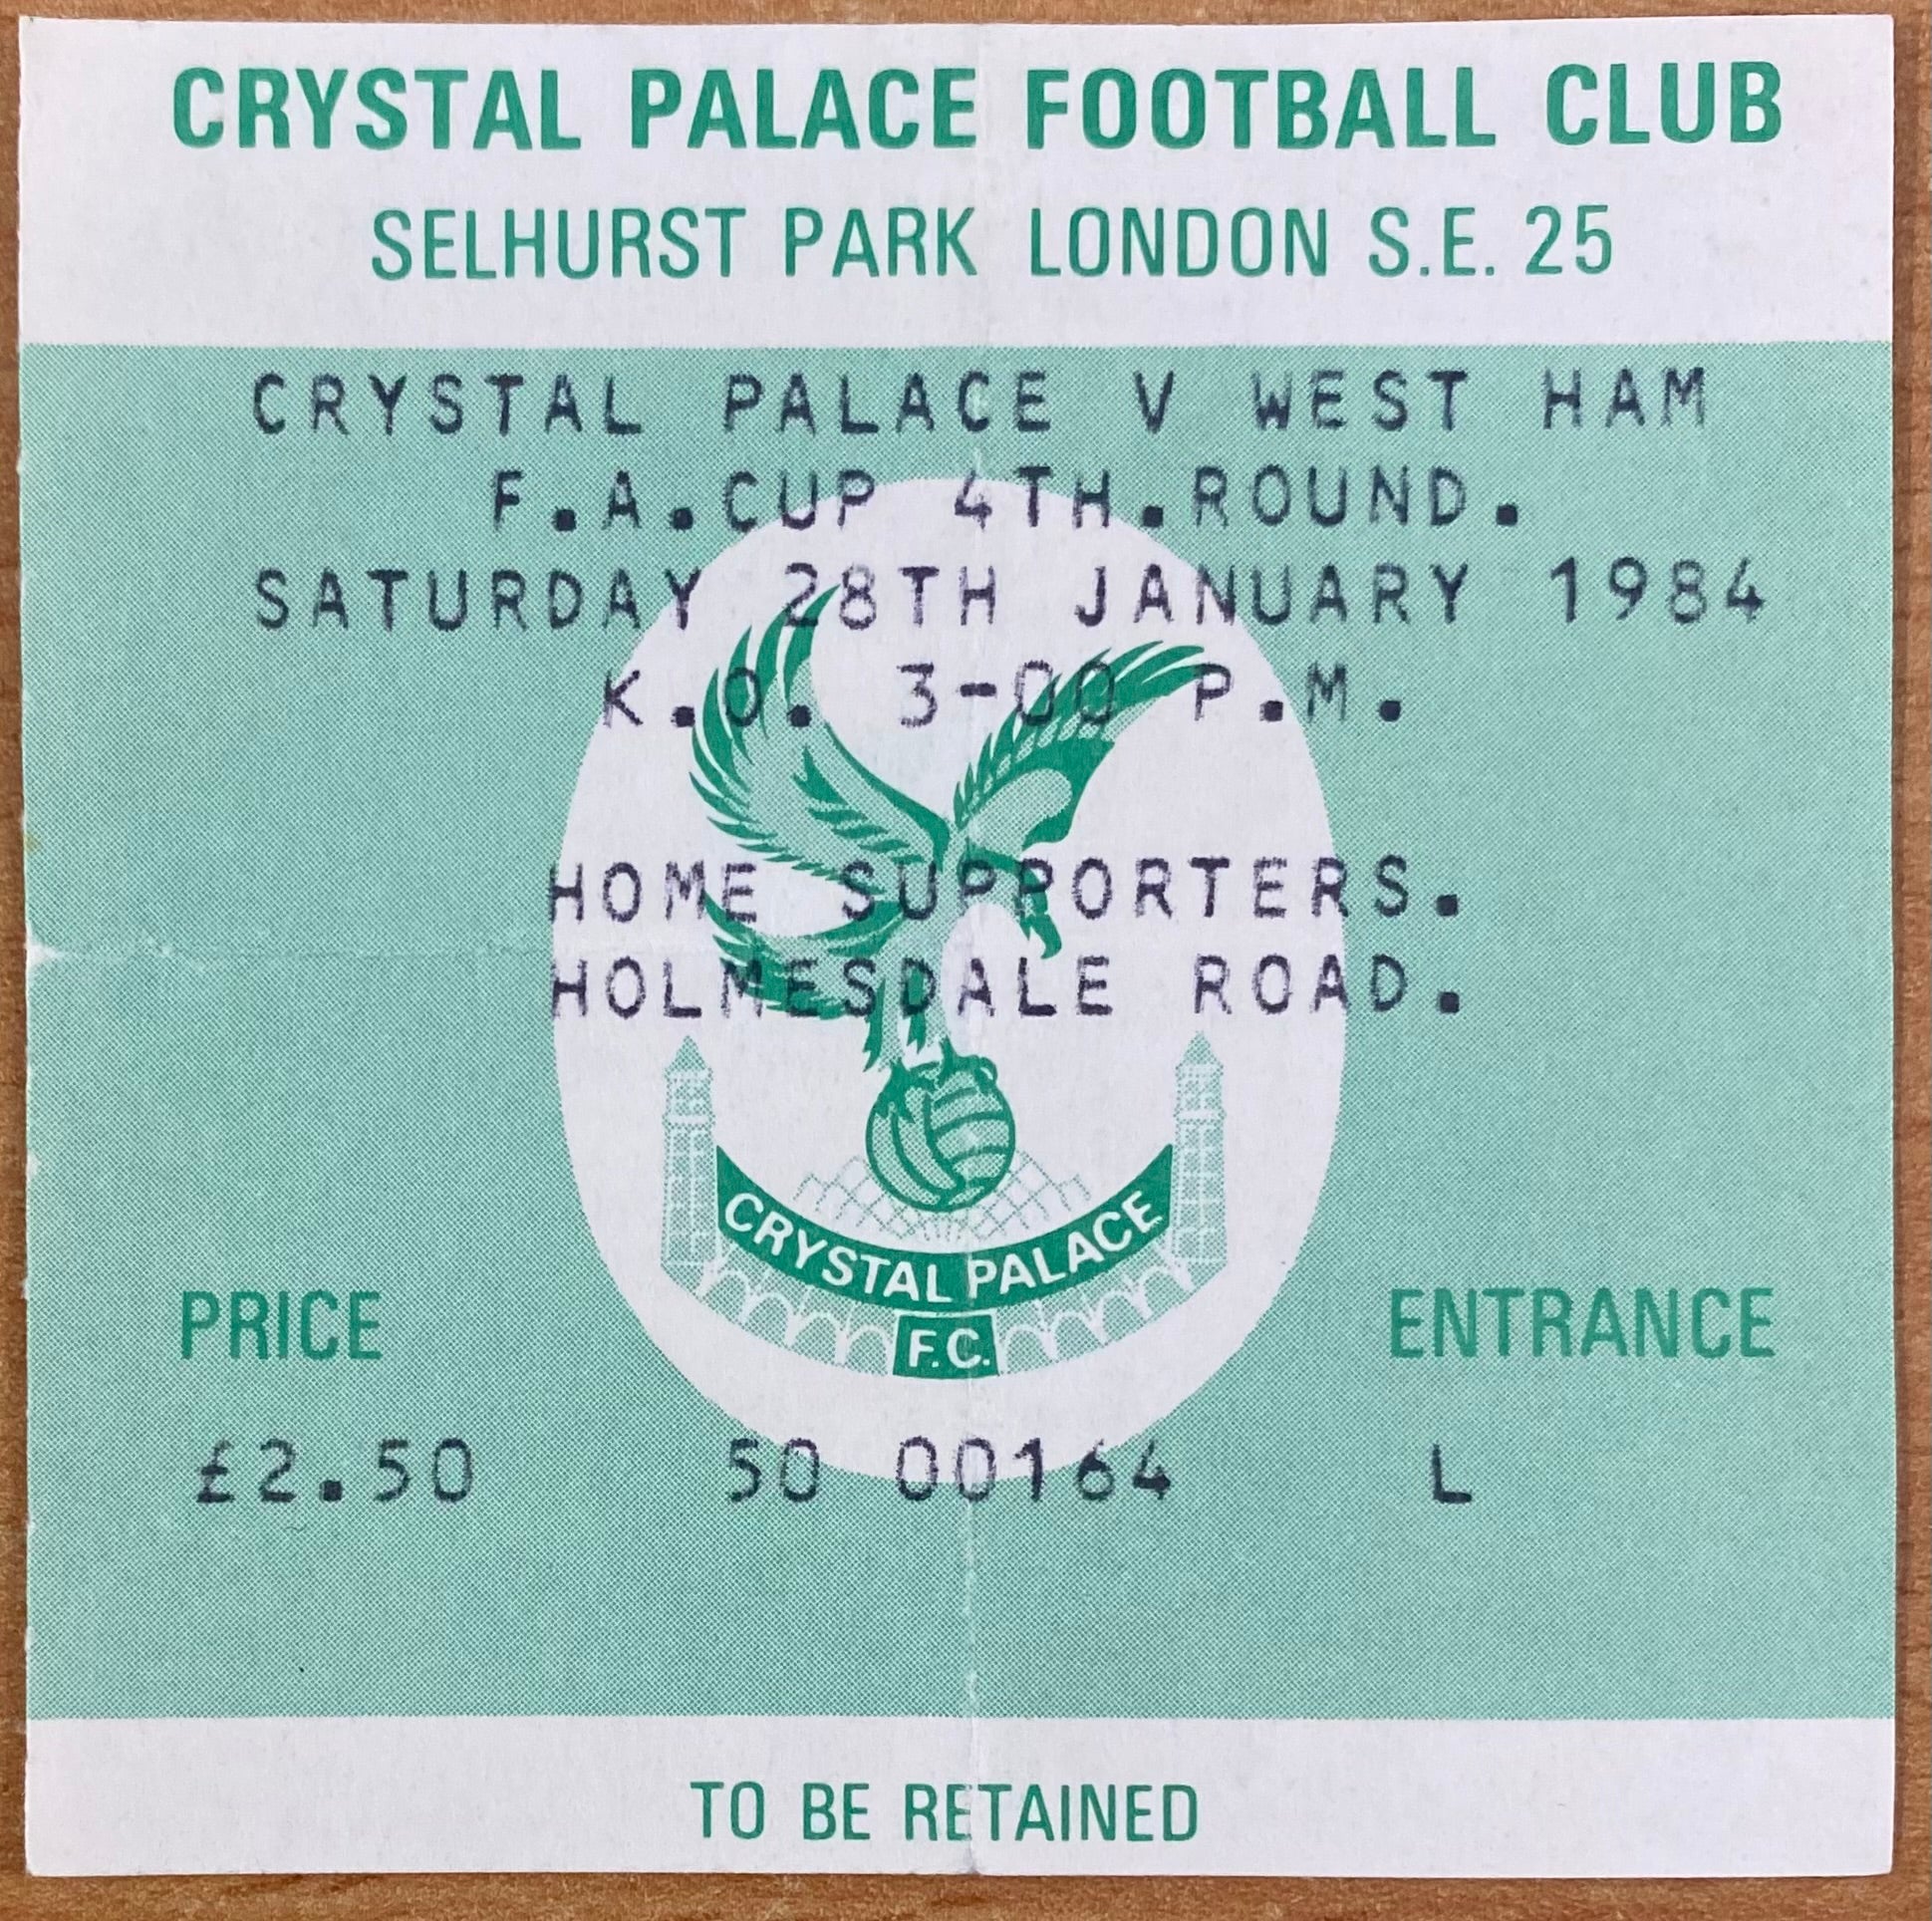 CRYSTAL PALACE FOOTBALL CLUB
SELHURST PARK LONDON S.E. 25
CRYSTAL PALACE V WEST HAM
F.A.CUP 4TH.ROUND.
SATURDAY 28TH JANUARY 1984
K.O. 3-00 P.M.
HOME SUPPORTERS.
HOLMESDALE ROAD.
CRYSTAL PALACE
F.C.
PRICE ENTRANCE
£2.50 50 00164 L
TO BE RETAINED